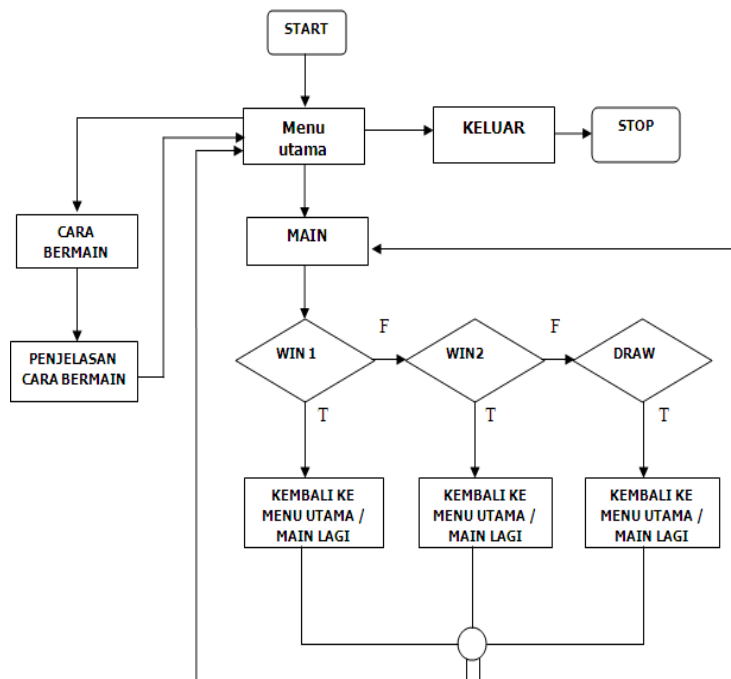 START
Menu
utama
KELUAR
STOP
CARA
BERMAIN
MAIN
PENJELASAN
CARA BERMAIN
WIN 1
F
WIN2
F
DRAW
T
T
T
KEMBALI KE
MENU UTAMA /
MAIN LAGI
KEMBALI KE
MENU UTAMA /
MAIN LAGI
KEMBALI KE
MENU UTAMA /
MAIN LAGI